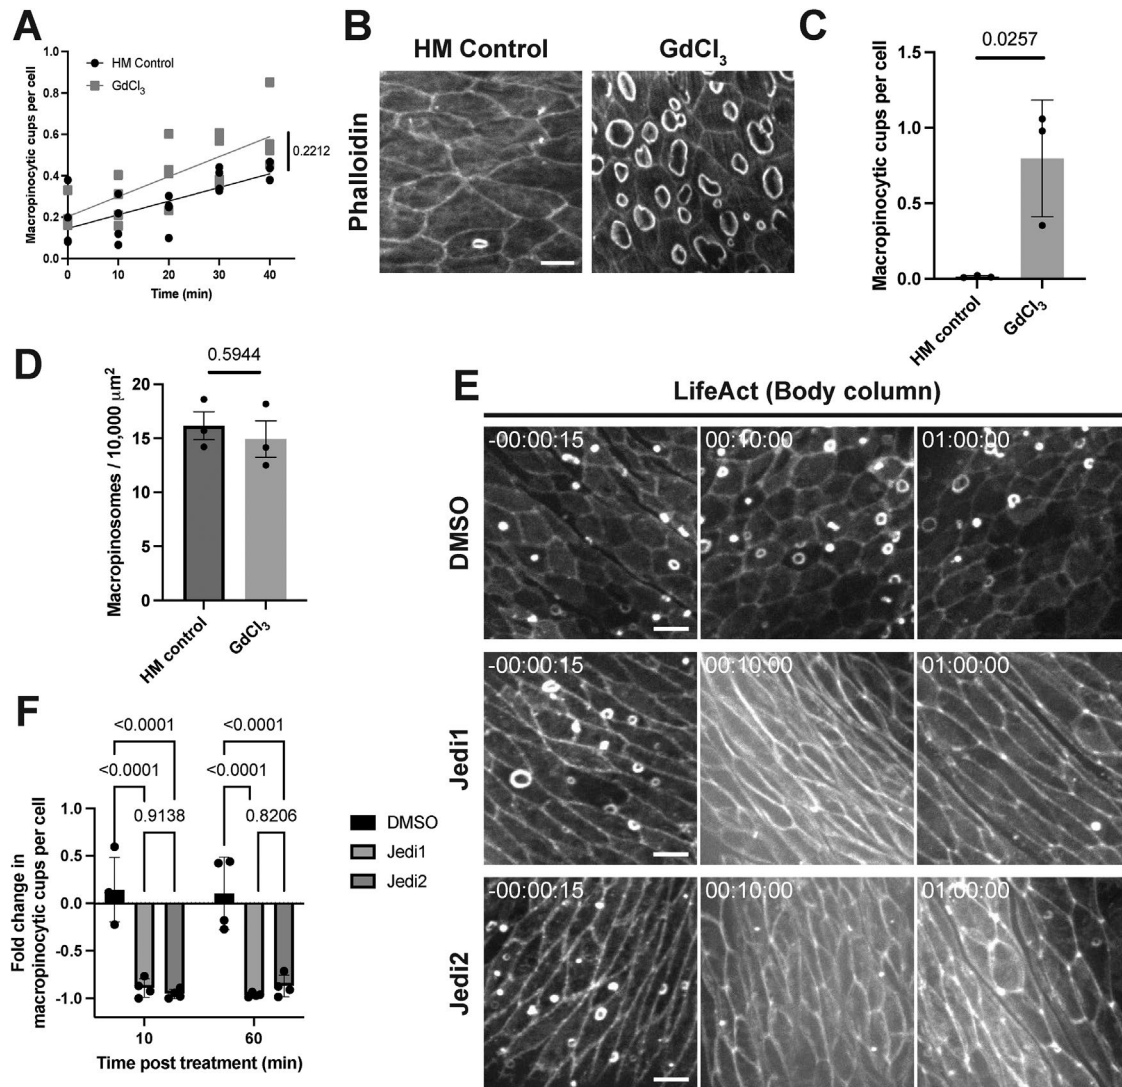 A
1.0
0.8
0.6
0.4
0.2
0.0
Macropinocytic cups per cell
HM Control
GdCl3
0.2212
0 10 20 30 40
Time (min)
B
HM Control GdCl3
Phalloidin
C
0.0257
1.5
1.0
0.5
0.0
Macropinocytic cups per cell
HM control
GdCl3
D
0.5944
20
15
10
5
0
Macropinosomes / 10,000 μm2
HM control
GdCl3
E
LifeAct (Body column)
DMSO
-00:00:15 00:10:00 01:00:00
Jedi1
-00:00:15 00:10:00 01:00:00
Jedi2
-00:00:15 00:10:00 01:00:00
F
<0.0001 <0.0001
<0.0001 <0.0001
0.9138 0.8206
1.0
0.5
0.0
-0.5
-1.0
Fold change in
macropinocytic cups per cell
DMSO
Jedi1
Jedi2
10 60
Time post treatment (min)